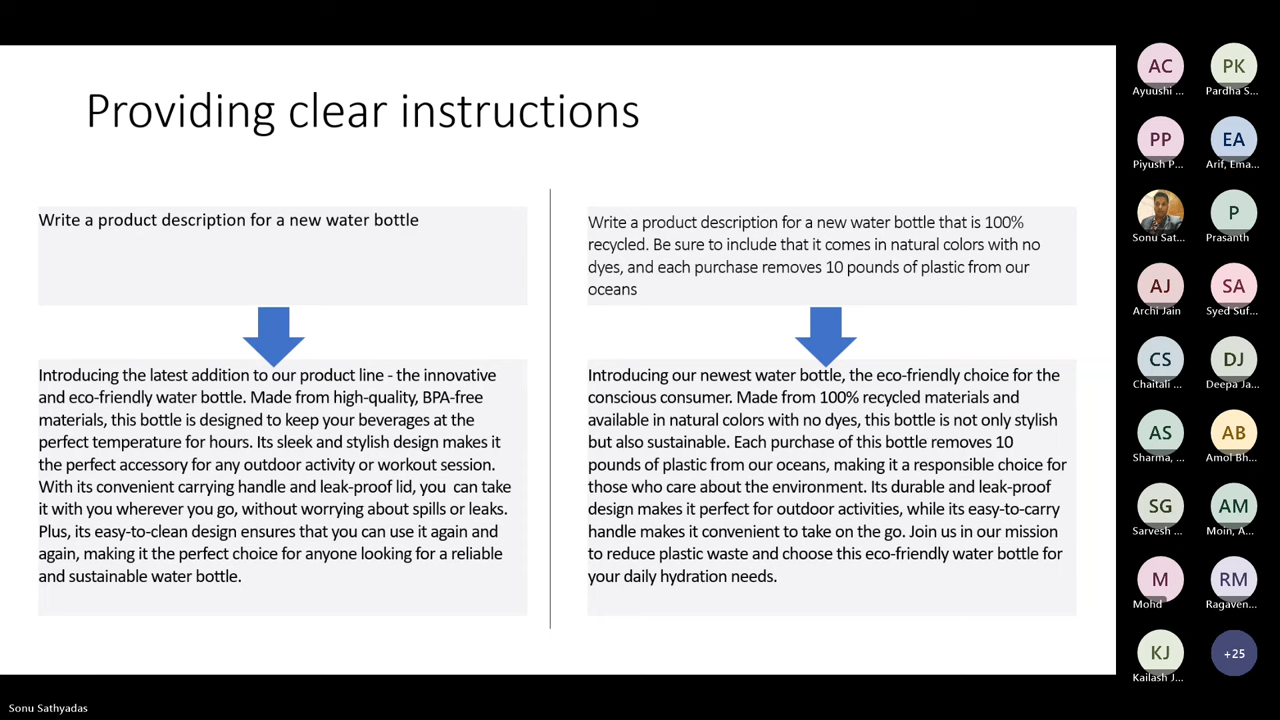 Providing clear instructions
Write a product description for a new water bottle
Introducing the latest addition to our product line - the innovative
and eco-friendly water bottle. Made from high-quality, BPA-free
materials, this bottle is designed to keep your beverages at the
perfect temperature for hours. Its sleek and stylish design makes it
the perfect accessory for any outdoor activity or workout session.
With its convenient carrying handle and leak-proof lid, you  can take
it with you wherever you go, without worrying about spills or leaks.
Plus, its easy-to-clean design ensures that you can use it again and
again, making it the perfect choice for anyone looking for a reliable
and sustainable water bottle.
Write a product description for a new water bottle that is 100%
recycled. Be sure to include that it comes in natural colors with no
dyes, and each purchase removes 10 pounds of plastic from our
oceans
Introducing our newest water bottle, the eco-friendly choice for the
conscious consumer. Made from 100% recycled materials and
available in natural colors with no dyes, this bottle is not only stylish
but also sustainable. Each purchase of this bottle removes 10
pounds of plastic from our oceans, making it a responsible choice for
those who care about the environment. Its durable and leak-proof
design makes it perfect for outdoor activities, while its easy-to-carry
handle makes it convenient to take on the go. Join us in our mission
to reduce plastic waste and choose this eco-friendly water bottle for
your daily hydration needs.
AC PK
Ayuushi ... Pardha S...
PP EA
Piyush P... Arif, Ema...
P
Sonu Sat... Prasanth
AJ SA
Archi Jain Syed Suf...
CS DJ
Chaitali ... Deepa Ja...
AS AB
Sharma, ... Amol Bh...
SG AM
Sarvesh ... Moin, A...
M RM
Mohd Ragaven...
KJ +25
Kailash J...
Sonu Sathyadas